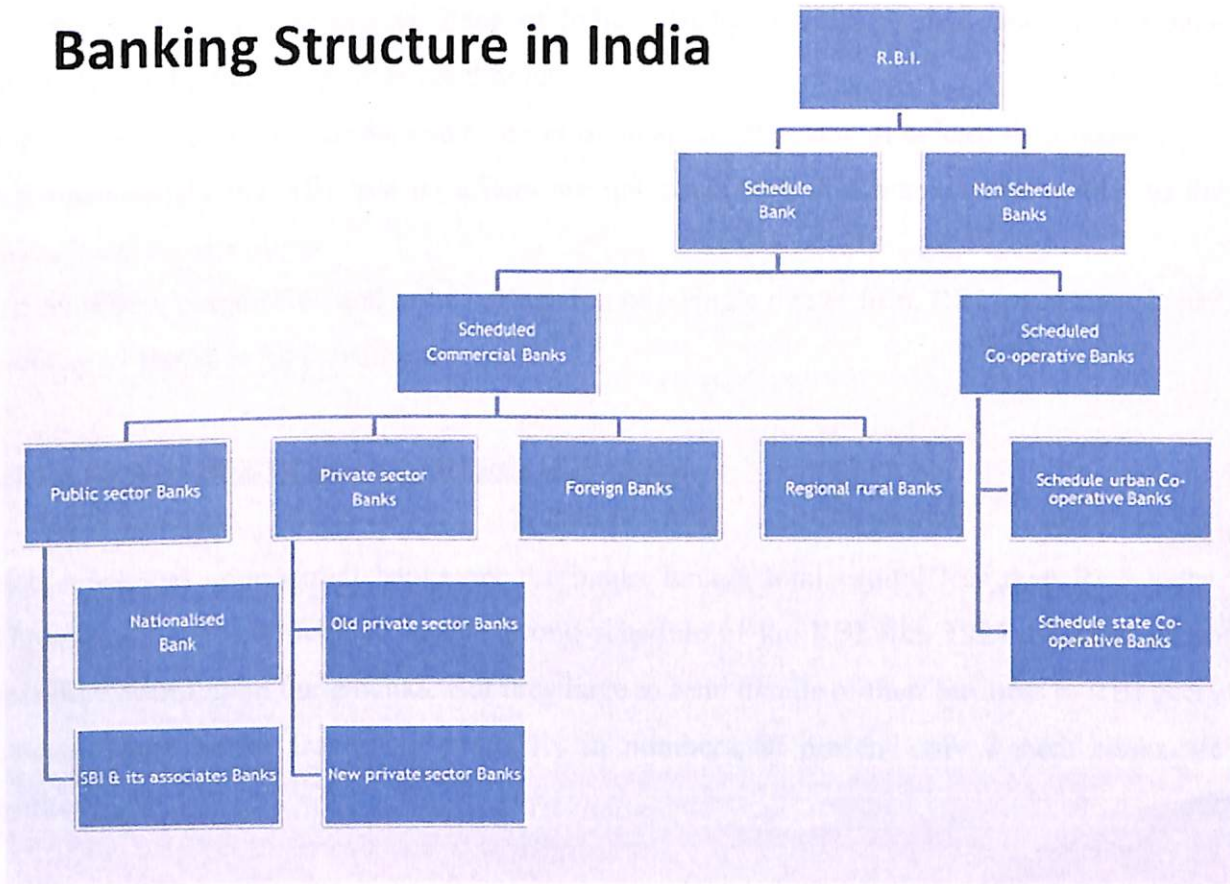 Banking Structure in India
R.B.I.
Schedule
Bank
Non Schedule
Banks
Scheduled
Commercial Banks
Scheduled
Co-operative Banks
Public sector Banks
Private sector
Banks
Foreign Banks
Regional rural Banks
Schedule urban Co-
operative Banks
Nationalised
Bank
Old private sector Banks
Schedule state Co-
operative Banks
SBI & its associates Banks
New private sector Banks